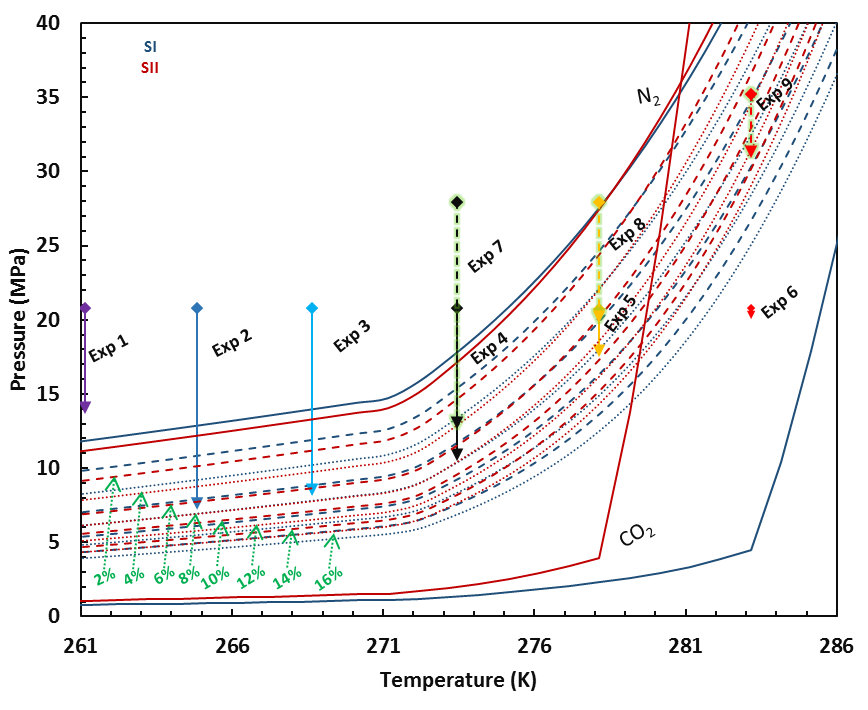 40
35
30
25
20
15
10
5
0
Pressure (MPa)
SI
SII
N2
Exp 9
Exp 8
Exp 7
Exp 6
Exp 5
Exp 4
Exp 3
Exp 2
Exp 1
CO2
2%
4%
6%
8%
10%
12%
14%
16%
261
266
271
276
281
286
Temperature (K)